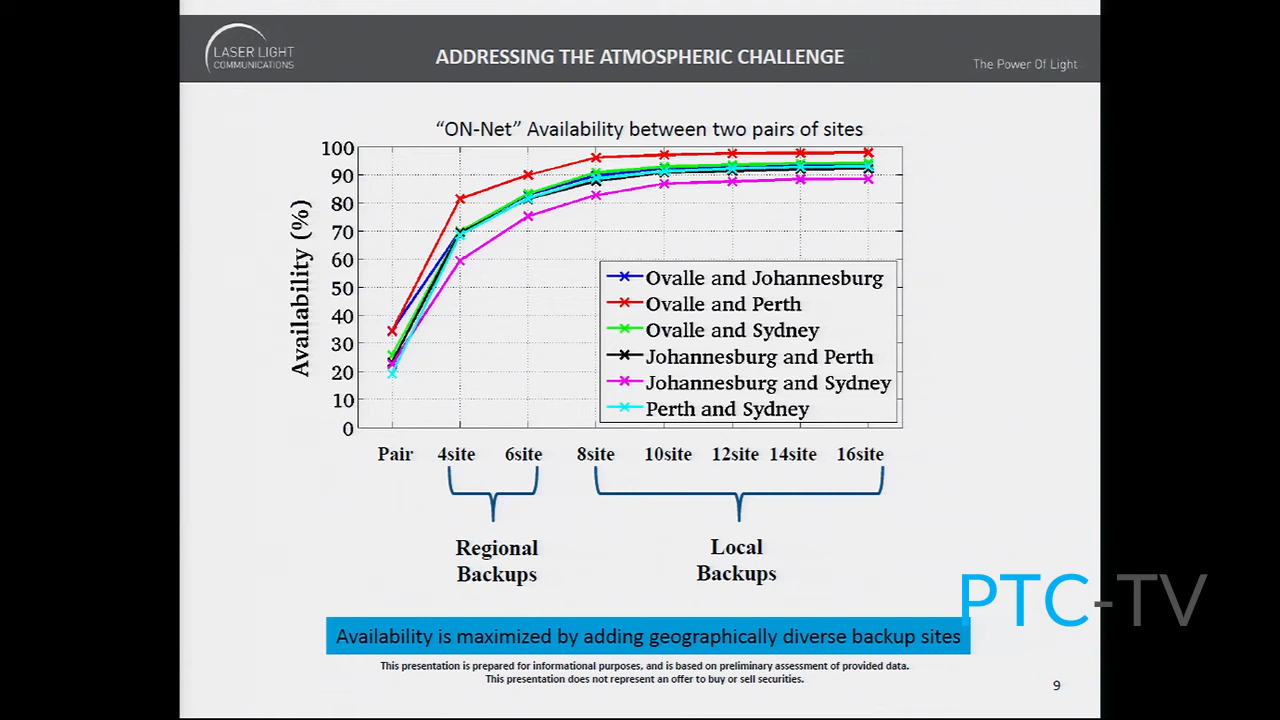 LASER LIGHT
COMMUNICATIONS
ADDRESSING THE ATMOSPHERIC CHALLENGE
The Power Of Light
“ON-Net” Availability between two pairs of sites
Availability (%)
100
90
80
70
60
50
40
30
20
10
0
Ovalle and Johannesburg
Ovalle and Perth
Ovalle and Sydney
Johannesburg and Perth
Johannesburg and Sydney
Perth and Sydney
Pair 4site 6site 8site 10site 12site 14site 16site
Regional
Backups
Local
Backups
PTC-TV
Availability is maximized by adding geographically diverse backup sites
This presentation is prepared for informational purposes, and is based on preliminary assessment of provided data.
This presentation does not represent an offer to buy or sell securities.
9